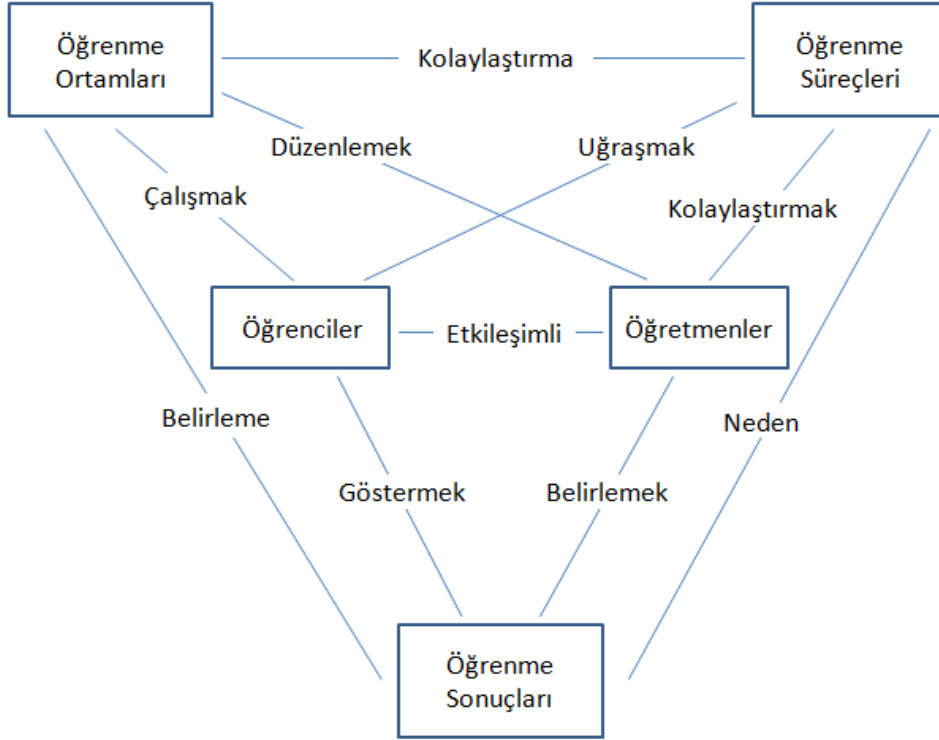 Öğrenme
Ortamları
Kolaylaştırma
Öğrenme
Süreçleri
Düzenlemek
Uğraşmak
Çalışmak
Kolaylaştırmak
Öğrenciler
Etkileşimli
Öğretmenler
Belirleme
Neden
Göstermek
Belirlemek
Öğrenme
Sonuçları